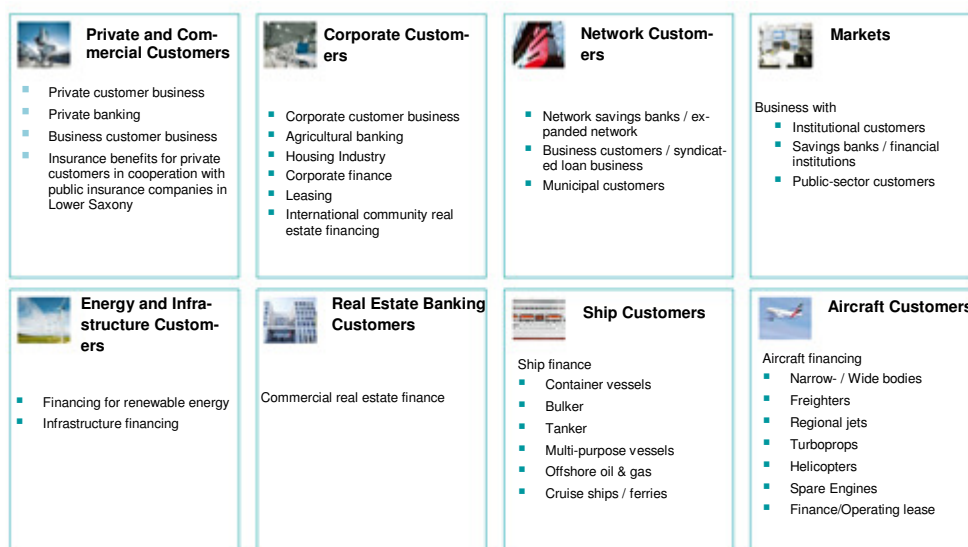 Private and Com-
mercial Customers
Private customer business
Private banking
Business customer business
Insurance benefits for private
customers in cooperation with
public insurance companies in
Lower Saxony
Corporate Custom-
ers
Corporate customer business
Agricultural banking
Housing Industry
Corporate finance
Leasing
International community real
estate financing
Network Custom-
ers
Network savings banks / ex-
panded network
Business customers / syndicat-
ed loan business
Municipal customers
Markets
Business with
Institutional customers
Savings banks / financial
institutions
Public-sector customers
Energy and Infra-
structure Custom-
ers
Financing for renewable energy
Infrastructure financing
Real Estate Banking
Customers
Commercial real estate finance
Ship Customers
Ship finance
Container vessels
Bulker
Tanker
Multi-purpose vessels
Offshore oil & gas
Cruise ships / ferries
Aircraft Customers
Aircraft financing
Narrow- / Wide bodies
Freighters
Regional jets
Turboprops
Helicopters
Spare Engines
Finance/Operating lease